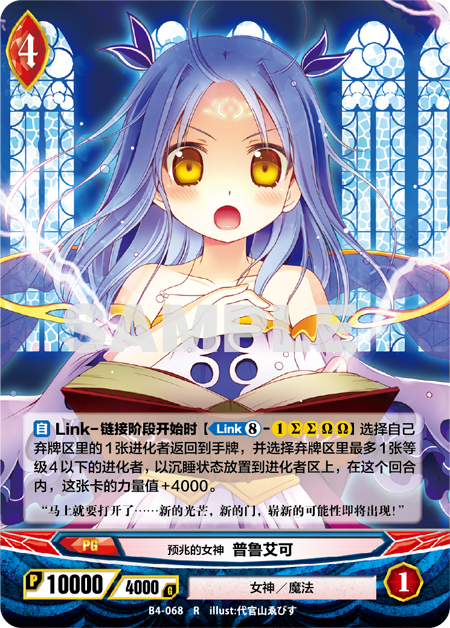 4
SAMPLE
自 Link-链接阶段开始时【Link 8 - 1 Σ Σ Ω Ω】选择自己
弃牌区里的1张进化者返回到手牌，并选择弃牌区里最多1张等
级4以下的进化者，以沉睡状态放置到进化者区上，在这个回合
内，这张卡的力量值+4000。
“马上就要打开了……新的光芒，新的门，崭新的可能性即将出现！”
PG 预兆的女神 普鲁艾可
P 10000 / 4000 G 女神／魔法 1
B4-068 R illust:代官山ゑびす